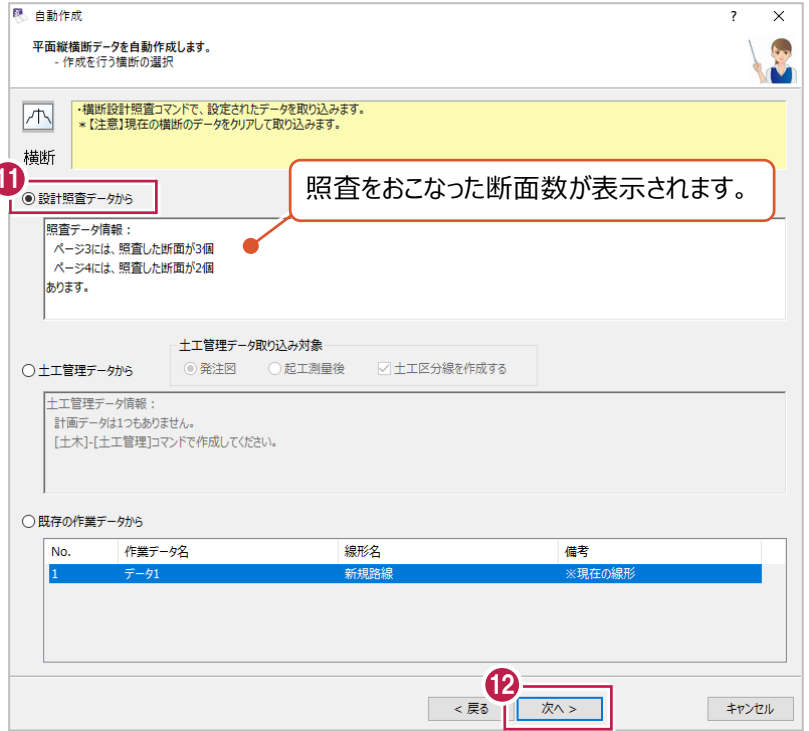 自動作成
? ×
平面縦横断データを自動作成します。
- 作成を行う横断の選択
・横断設計照査コマンドで、設定されたデータを取り込みます。
*【注意】現在の横断のデータをクリアして取り込みます。
横断
11
設計照査データから
照査をおこなった断面数が表示されます。
照査データ情報：
ページ3には、照査した断面が3個
ページ4には、照査した断面が2個
あります。
土工管理データ取り込み対象
土工管理データから
発注図 起工測量後 土工区分線を作成する
土工管理データ情報：
計画データは1つもありません。
[土木]-[土工管理]コマンドで作成してください。
既存の作業データから
No. 作業データ名 線形名 備考
1 データ1 新規路線 ※現在の線形
12
< 戻る 次へ > キャンセル